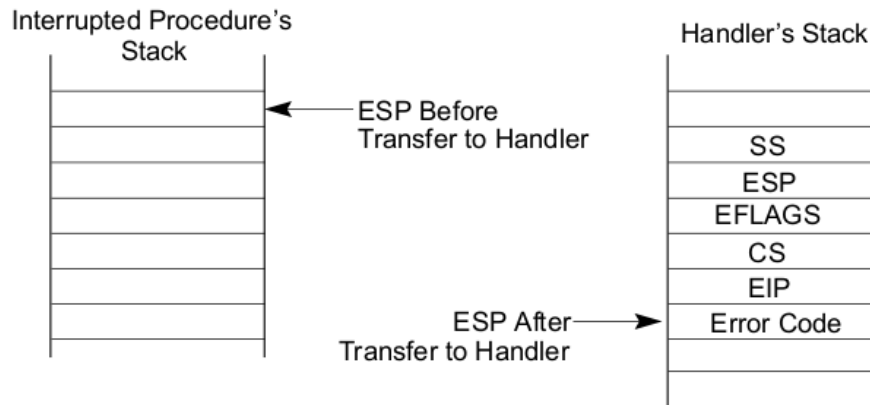 Interrupted Procedure's
Stack
Handler's Stack
ESP Before
Transfer to Handler
SS
ESP
EFLAGS
CS
EIP
ESP After
Transfer to Handler
Error Code